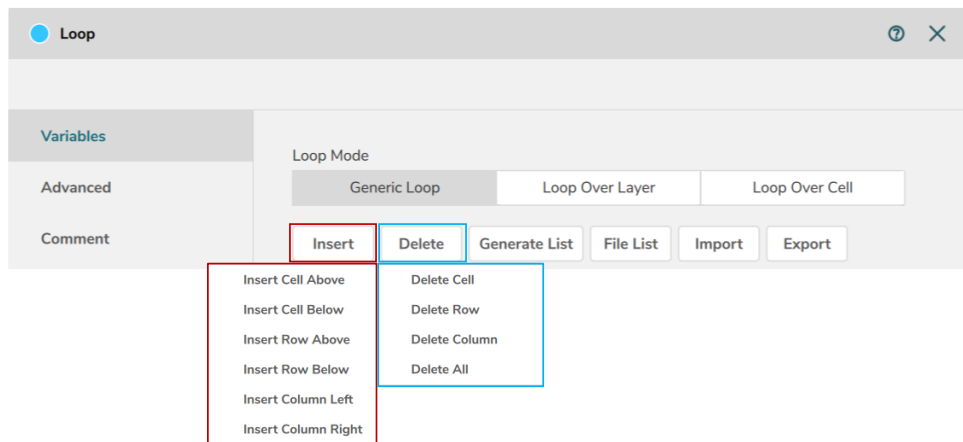 Loop
Variables
Advanced
Comment
Loop Mode
Generic Loop Loop Over Layer Loop Over Cell
Insert Delete Generate List File List Import Export
Insert Cell Above
Insert Cell Below
Insert Row Above
Insert Row Below
Insert Column Left
Insert Column Right
Delete Cell
Delete Row
Delete Column
Delete All